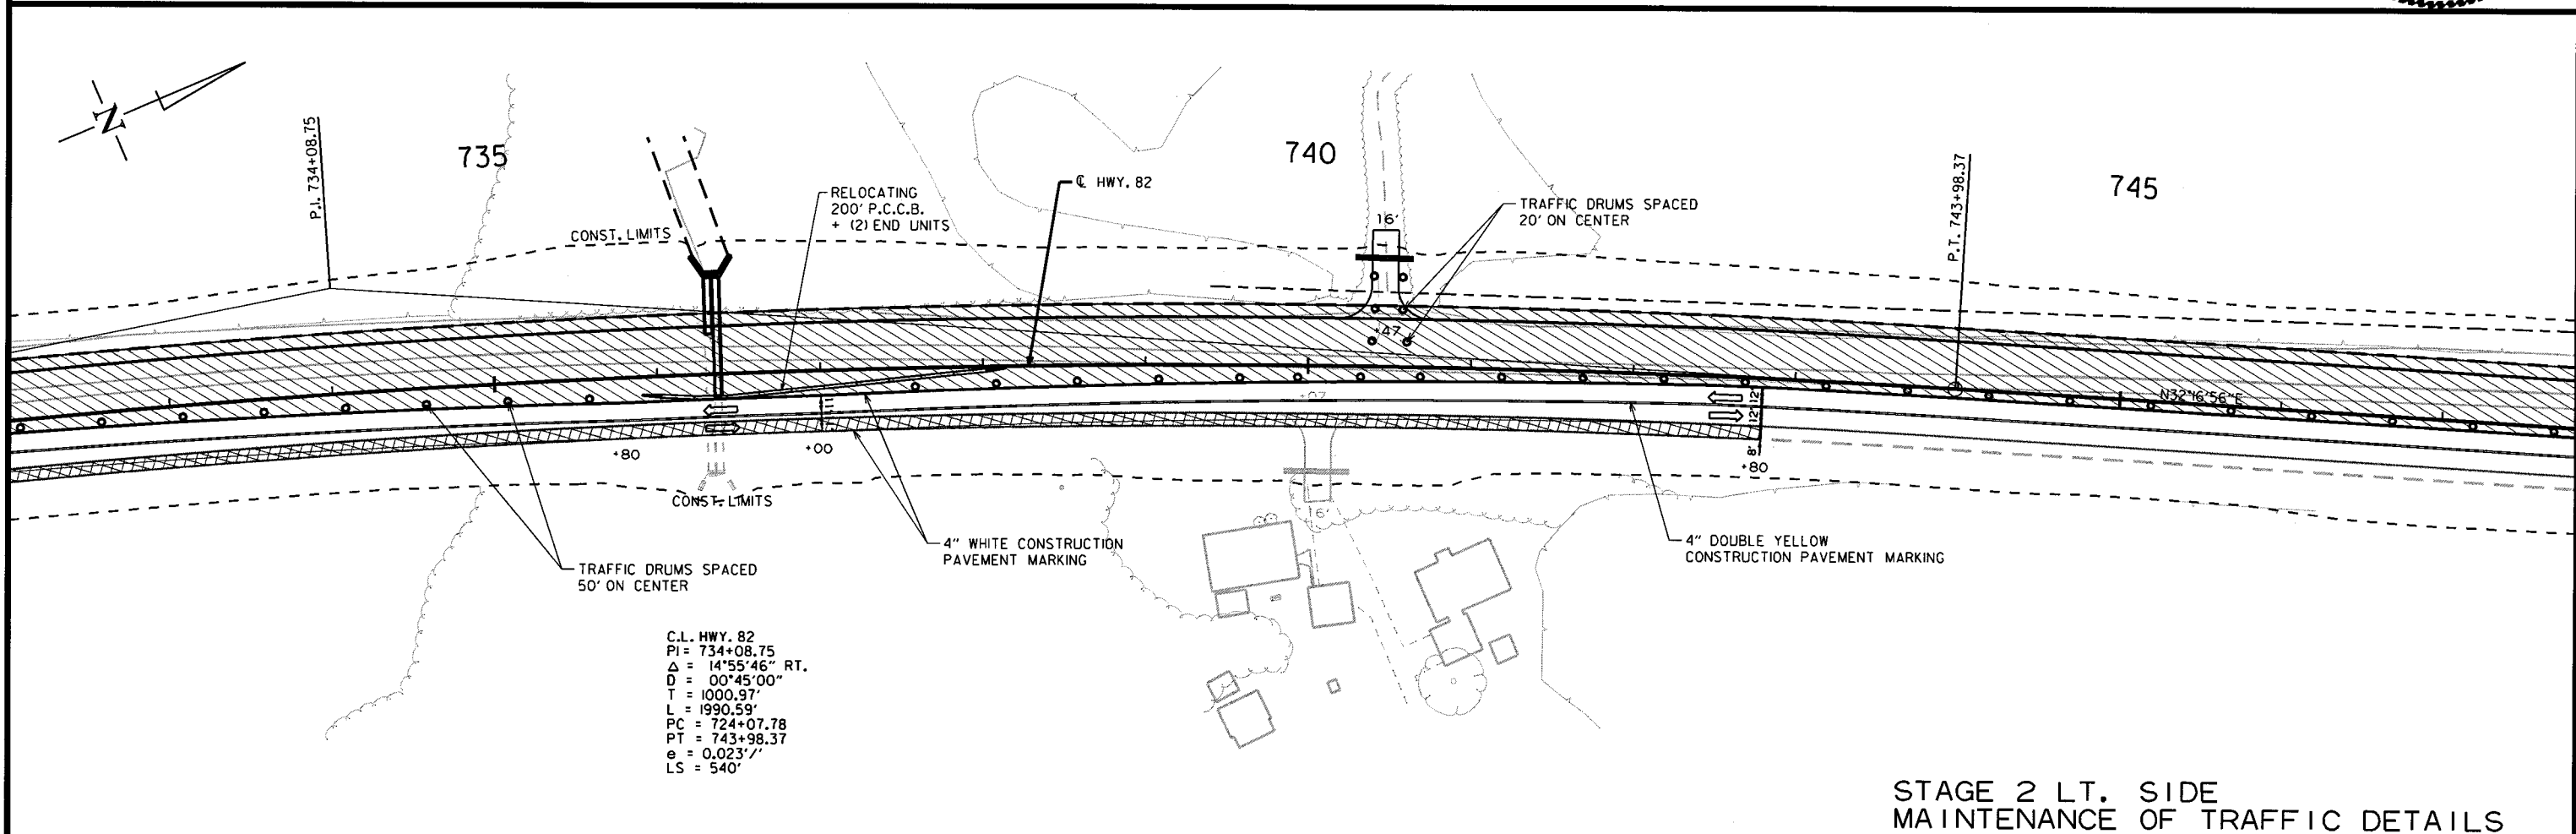 N
P.I. 734+08.75
735
740
745
P.T. 743+98.37
CONST. LIMITS
RELOCATING
200' P.C.C.B.
+ (2) END UNITS
℄ HWY. 82
16'
TRAFFIC DRUMS SPACED
20' ON CENTER
+47
N32°16'56"E
11'
12'
12'
8'
+07
+80
+00
+80
CONST. LIMITS
6'
4" WHITE CONSTRUCTION
PAVEMENT MARKING
4" DOUBLE YELLOW
CONSTRUCTION PAVEMENT MARKING
TRAFFIC DRUMS SPACED
50' ON CENTER
C.L. HWY. 82
PI= 734+08.75
Δ = 14°55'46" RT.
D = 00°45'00"
T = 1000.97'
L = 1990.59'
PC = 724+07.78
PT = 743+98.37
e = 0.023'/'
LS = 540'
STAGE 2 LT. SIDE
MAINTENANCE OF TRAFFIC DETAILS